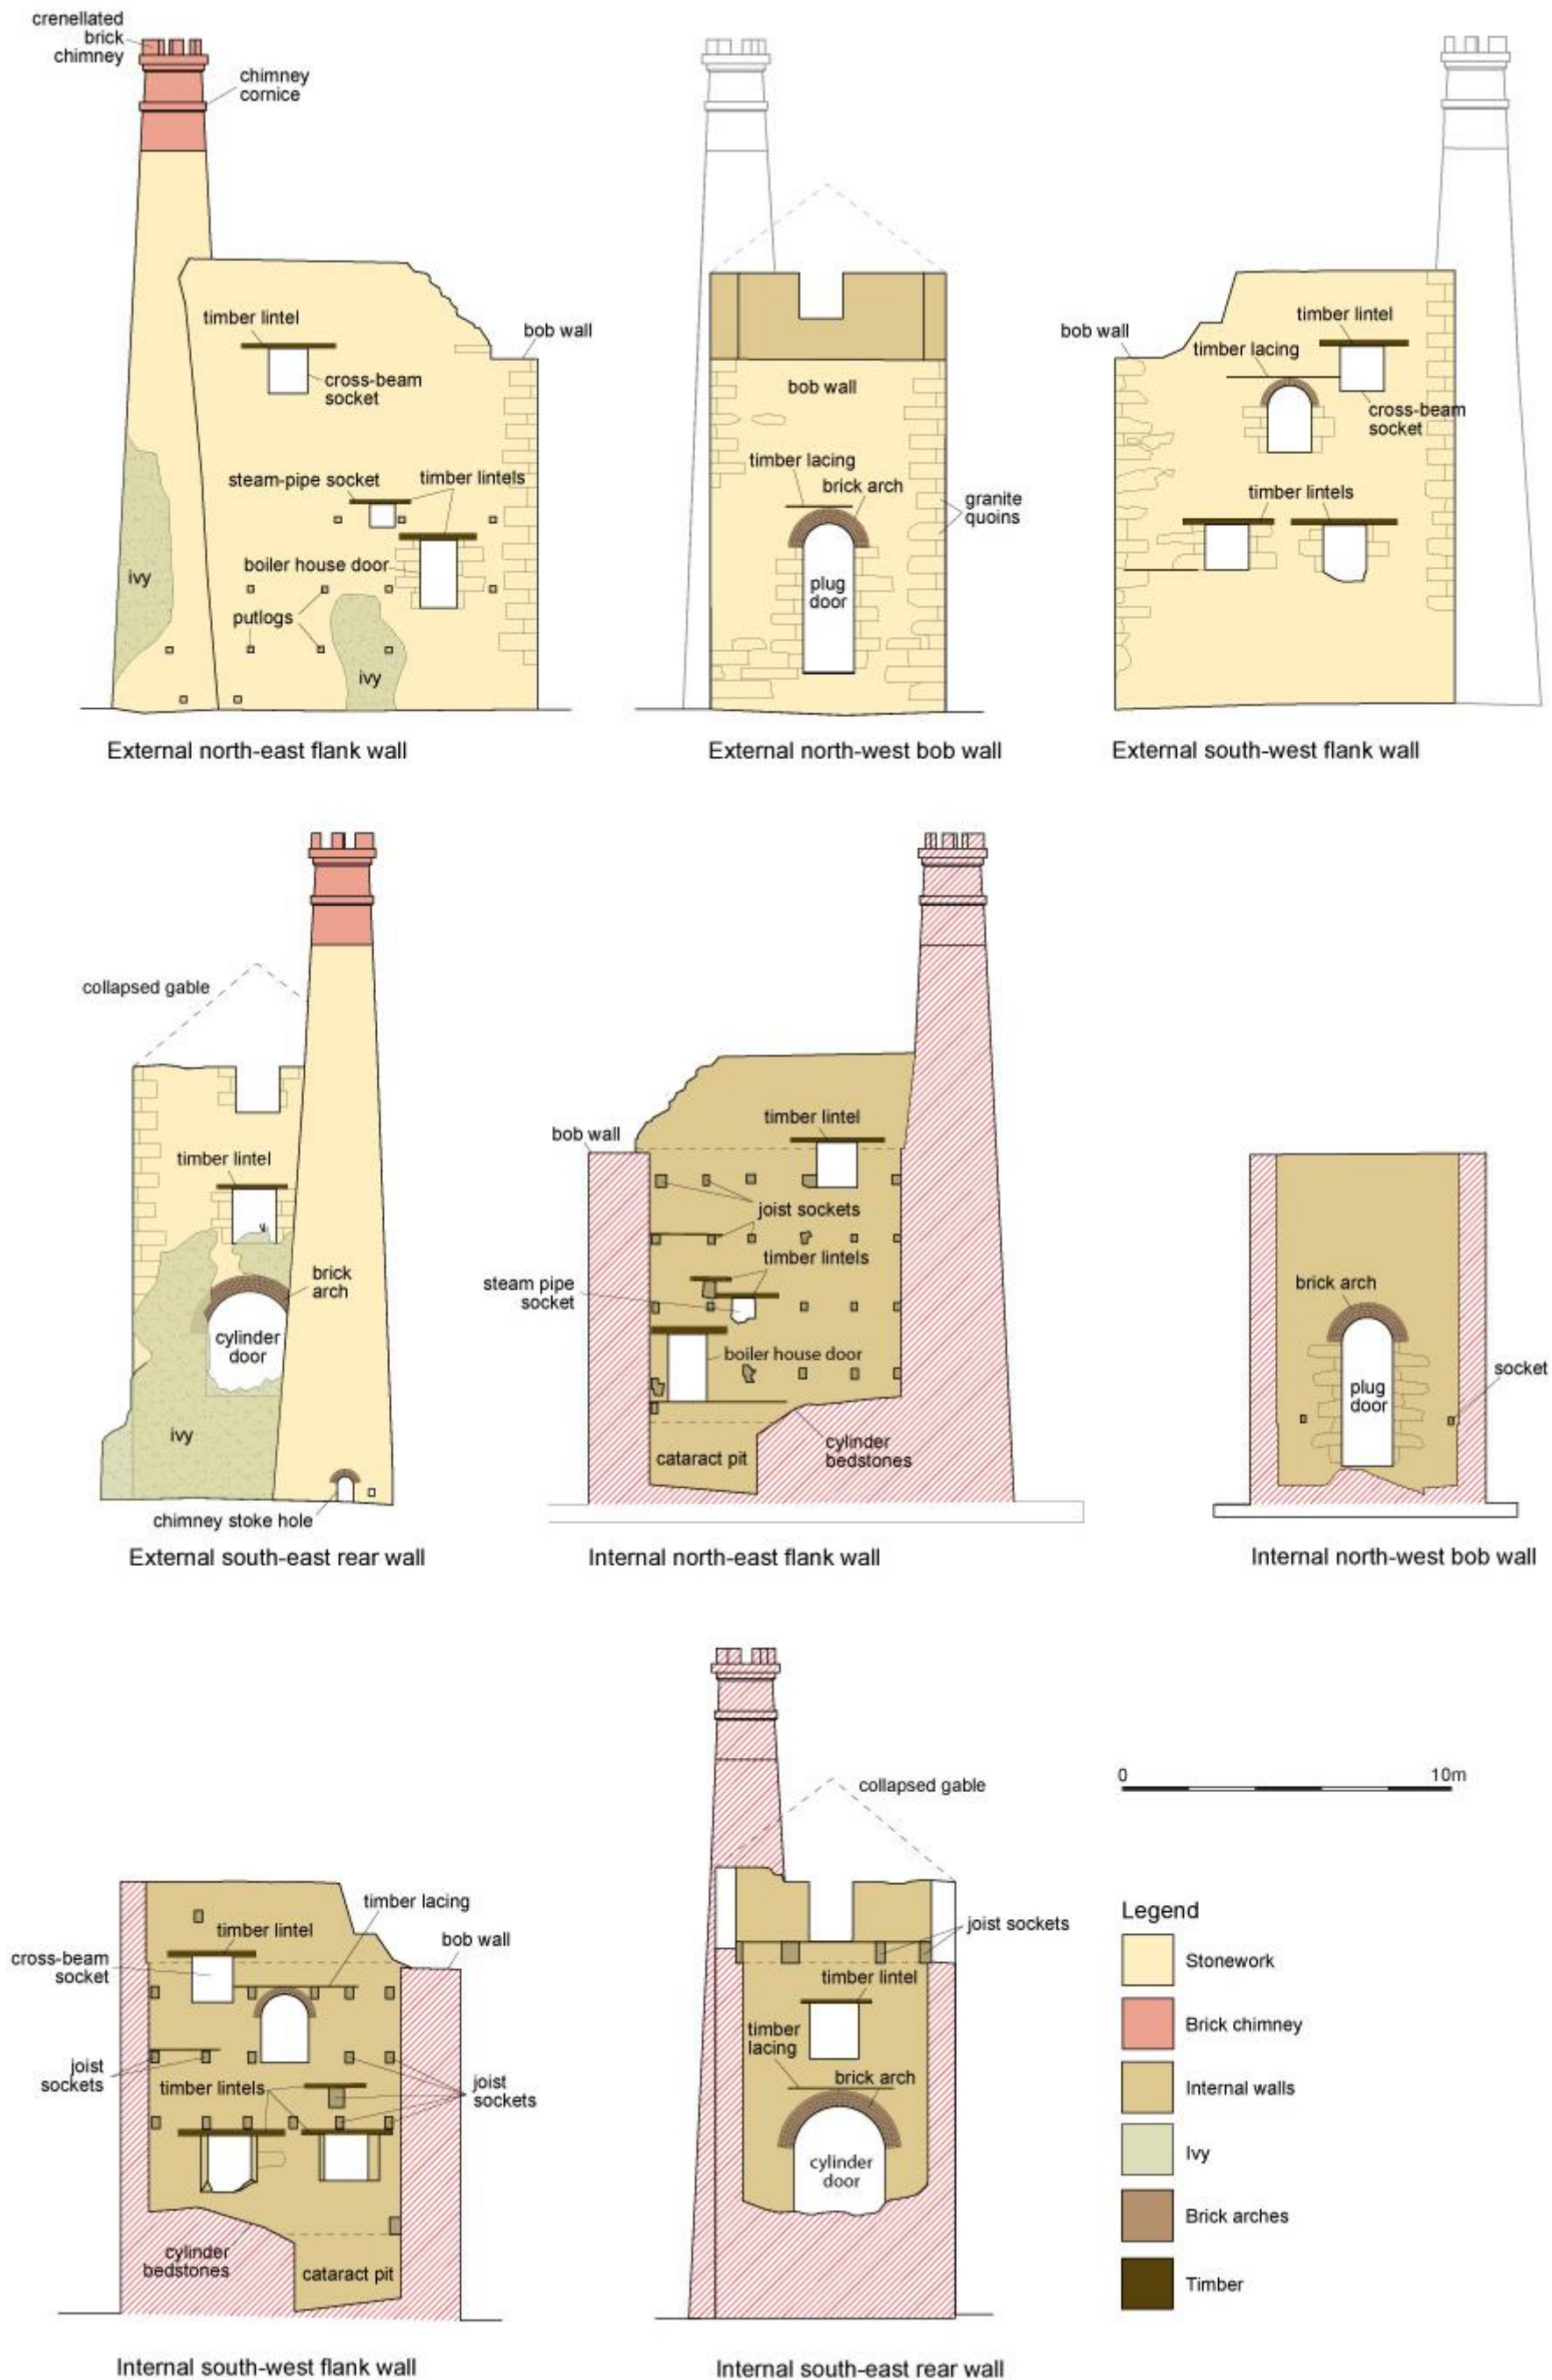 crenellated
brick
chimney
chimney
cornice
timber lintel
bob wall
cross-beam
socket
steam-pipe socket
timber lintels
boiler house door
ivy
putlogs
ivy
External north-east flank wall
bob wall
timber lacing
brick arch
granite
quoins
plug
door
External north-west bob wall
bob wall
timber lintel
timber lacing
cross-beam
socket
timber lintels
External south-west flank wall
collapsed gable
timber lintel
brick
arch
cylinder
door
ivy
chimney stoke hole
External south-east rear wall
bob wall
timber lintel
joist sockets
timber lintels
steam pipe
socket
boiler house door
cylinder
bedstones
cataract pit
Internal north-east flank wall
brick arch
plug
door
socket
Internal north-west bob wall
timber lacing
timber lintel
bob wall
cross-beam
socket
joist
sockets
timber lintels
joist
sockets
cylinder
bedstones
cataract pit
Internal south-west flank wall
collapsed gable
joist sockets
timber lintel
timber
lacing
brick arch
cylinder
door
Internal south-east rear wall
0 10m
Legend
Stonework
Brick chimney
Internal walls
Ivy
Brick arches
Timber